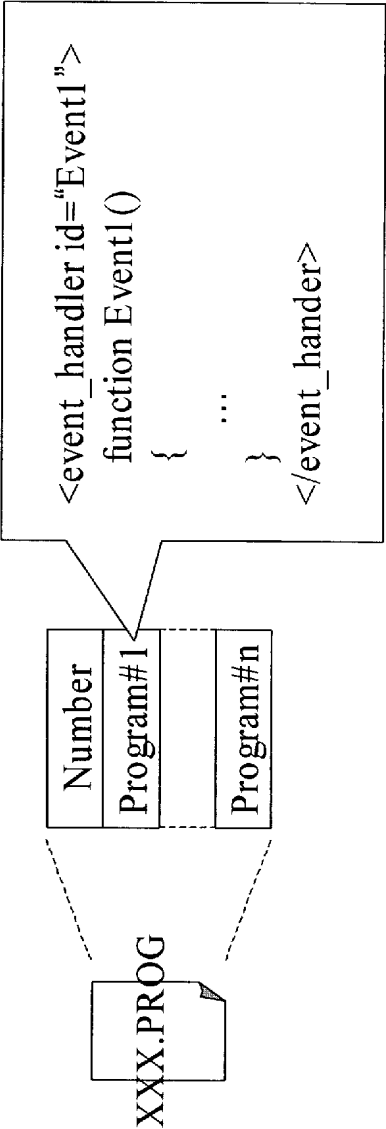 XXX.PROG
Number
Program#1
Program#n
<event_handler id="Event1">
function Event1()
{
...
}
</event_hander>